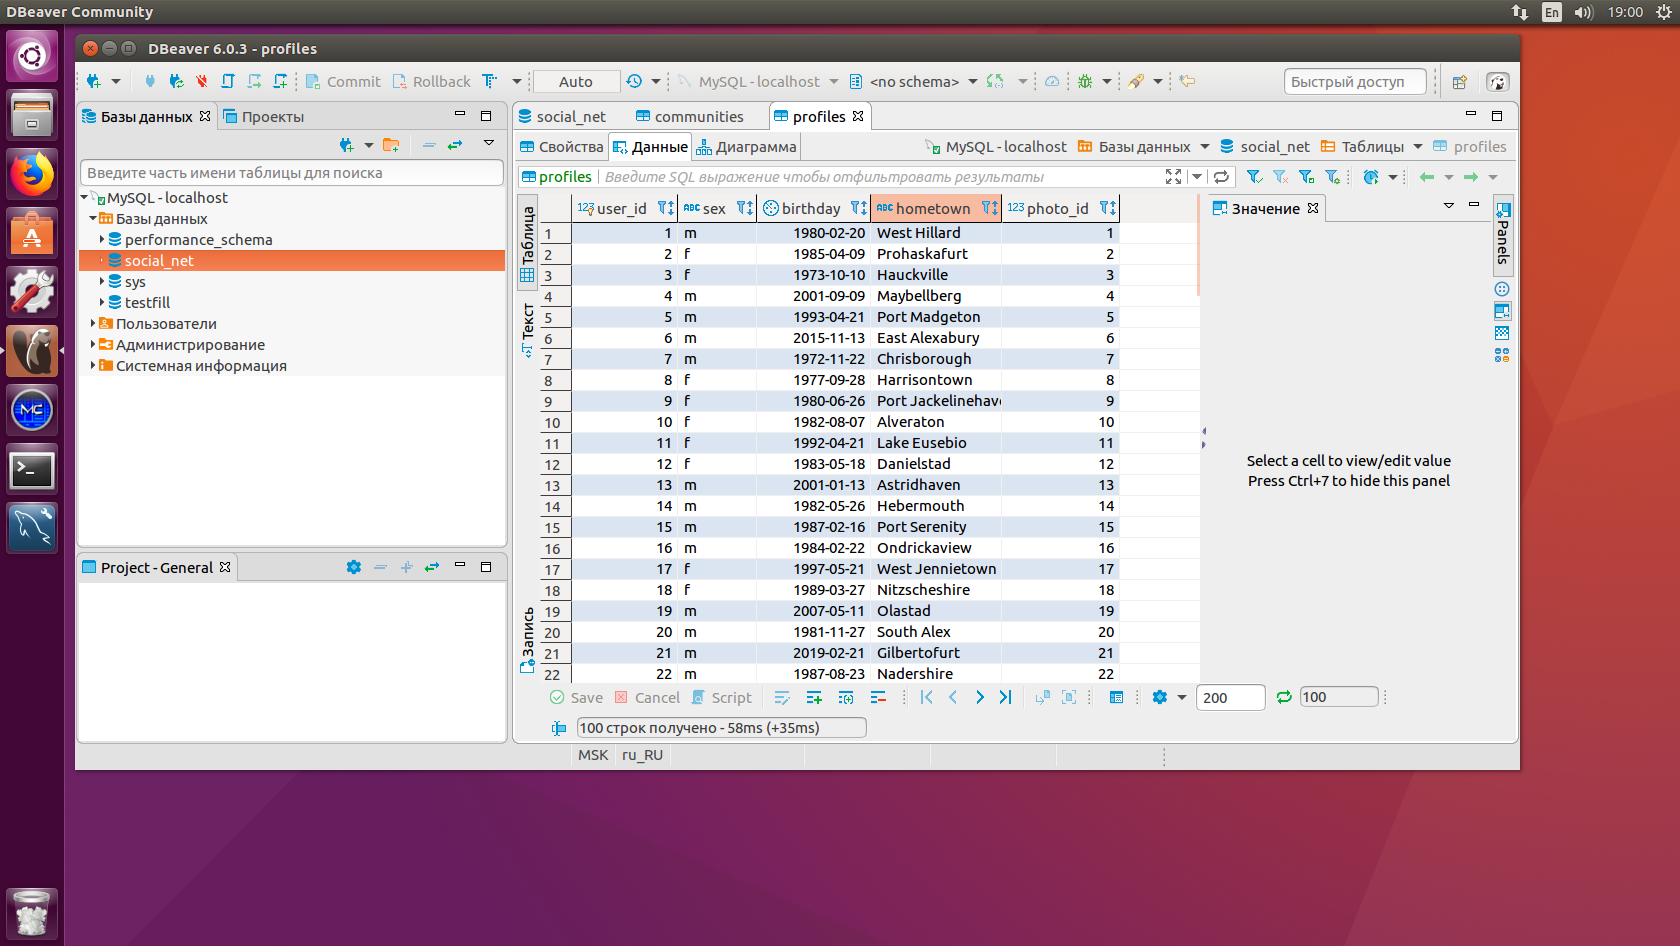 DBeaver Community
En
19:00
DBeaver 6.0.3 - profiles
Commit
Rollback
Auto
MySQL - localhost
<no schema>
Быстрый доступ
Базы данных
Проекты
Введите часть имени таблицы для поиска
MySQL - localhost
Базы данных
performance_schema
social_net
sys
testfill
Пользователи
Администрирование
Системная информация
Project - General
social_net
communities
profiles
Свойства
Данные
Диаграмма
MySQL - localhost
Базы данных
social_net
Таблицы
profiles
profiles
Введите SQL выражение чтобы отфильтровать результаты
Таблица
Текст
Запись
123 user_id ABC sex birthday ABC hometown 123 photo_id
1 1 m 1980-02-20 West Hillard 1
2 2 f 1985-04-09 Prohaskafurt 2
3 3 f 1973-10-10 Hauckville 3
4 4 m 2001-09-09 Maybellberg 4
5 5 m 1993-04-21 Port Madgeton 5
6 6 m 2015-11-13 East Alexabury 6
7 7 m 1972-11-22 Chrisborough 7
8 8 f 1977-09-28 Harrisontown 8
9 9 f 1980-06-26 Port Jackelinehav 9
10 10 f 1982-08-07 Alveraton 10
11 11 f 1992-04-21 Lake Eusebio 11
12 12 f 1983-05-18 Danielstad 12
13 13 m 2001-01-13 Astridhaven 13
14 14 m 1982-05-26 Hebermouth 14
15 15 m 1987-02-16 Port Serenity 15
16 16 m 1984-02-22 Ondrickaview 16
17 17 f 1997-05-21 West Jennietown 17
18 18 f 1989-03-27 Nitzscheshire 18
19 19 m 2007-05-11 Olastad 19
20 20 m 1981-11-27 South Alex 20
21 21 m 2019-02-21 Gilbertofurt 21
22 22 m 1987-08-23 Nadershire 22
Значение
Select a cell to view/edit value
Press Ctrl+7 to hide this panel
Panels
Save
Cancel
Script
200
100
100 строк получено - 58ms (+35ms)
MSK
ru_RU
MC